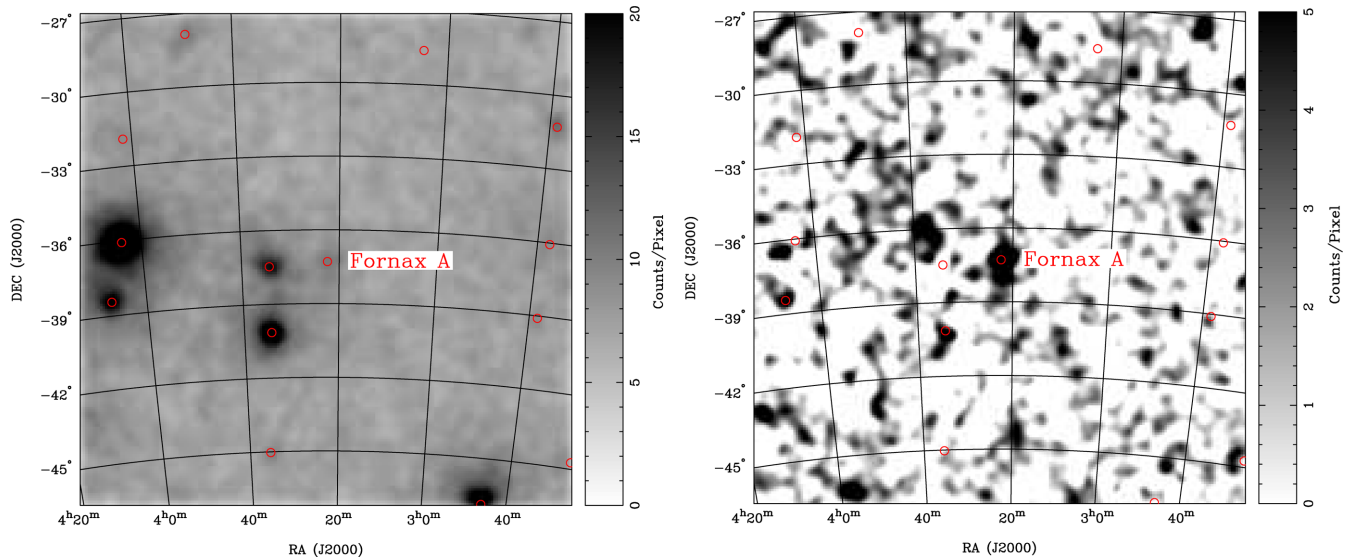 −27°
−30°
−33°
−36°
−39°
−42°
−45°
DEC (J2000)
Fornax A
4h20m 4h0m 40m 20m 3h0m 40m
RA (J2000)
20
15
10
5
0
Counts/Pixel
−27°
−30°
−33°
−36°
−39°
−42°
−45°
DEC (J2000)
Fornax A
4h20m 4h0m 40m 20m 3h0m 40m
RA (J2000)
5
4
3
2
1
0
Counts/Pixel